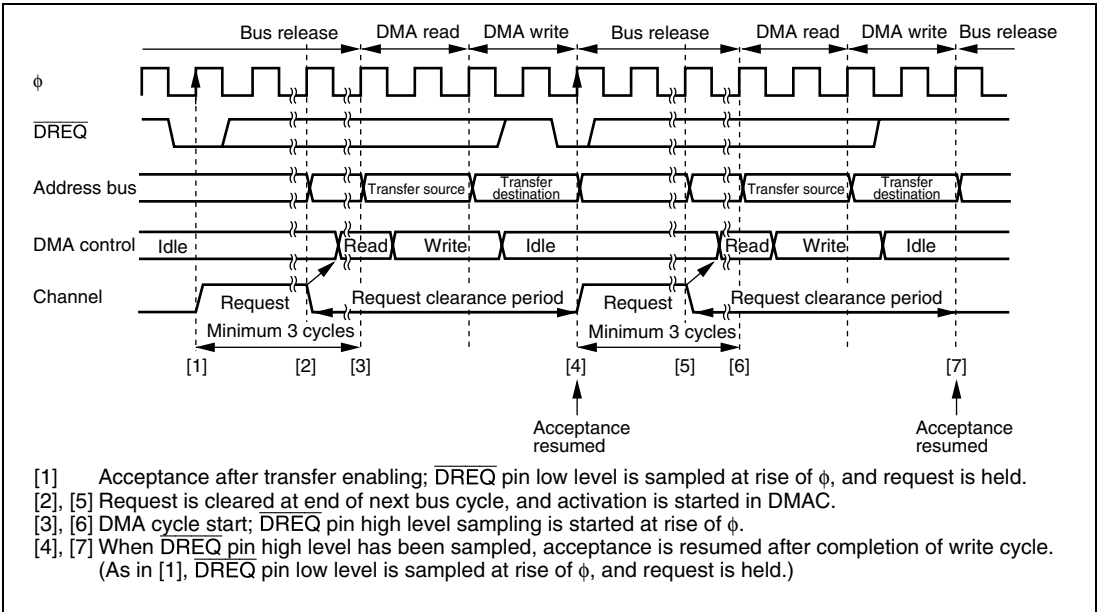 Bus release DMA read DMA write Bus release DMA read DMA write Bus release
ϕ
DREQ
Address bus Transfer source Transfer destination Transfer source Transfer destination
DMA control Idle Read Write Idle Read Write Idle
Channel Request Request clearance period Request Request clearance period
Minimum 3 cycles Minimum 3 cycles
[1] [2] [3] [4] [5] [6] [7]
Acceptance resumed Acceptance resumed
[1] Acceptance after transfer enabling; DREQ pin low level is sampled at rise of ϕ, and request is held.
[2], [5] Request is cleared at end of next bus cycle, and activation is started in DMAC.
[3], [6] DMA cycle start; DREQ pin high level sampling is started at rise of ϕ.
[4], [7] When DREQ pin high level has been sampled, acceptance is resumed after completion of write cycle.
(As in [1], DREQ pin low level is sampled at rise of ϕ, and request is held.)